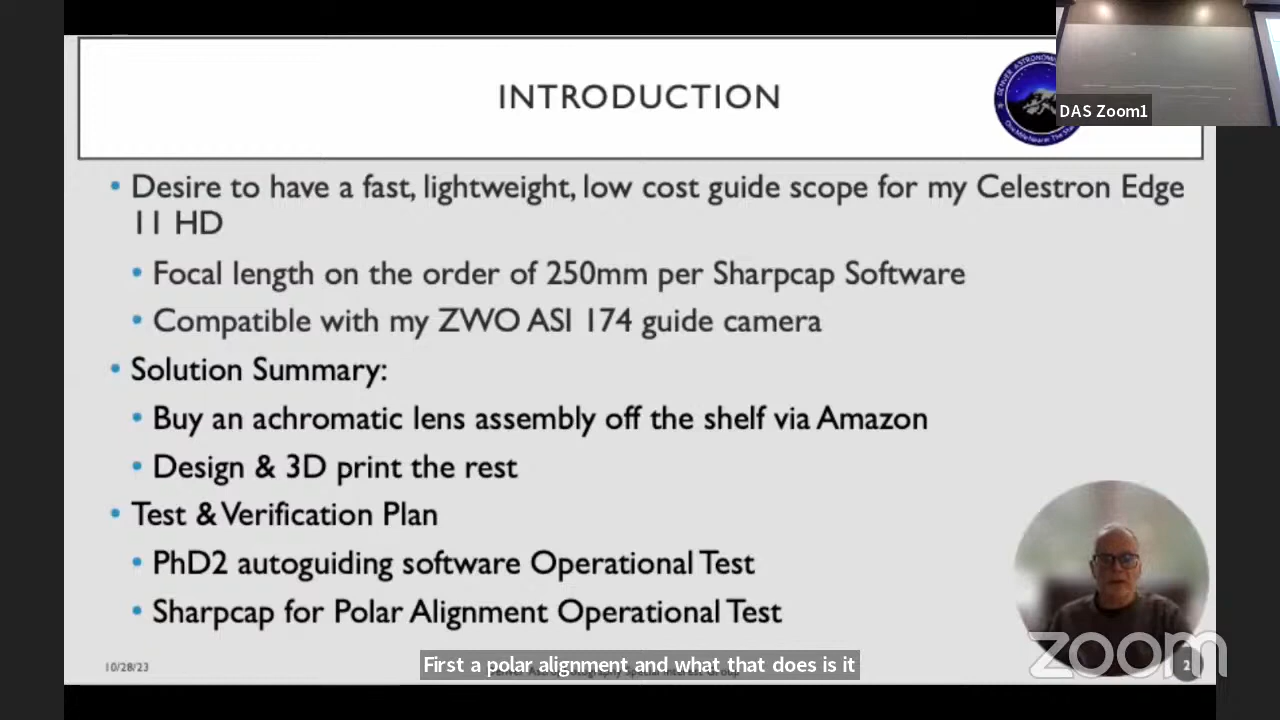 INTRODUCTION
DAS Zoom1
• Desire to have a fast, lightweight, low cost guide scope for my Celestron Edge
11 HD
• Focal length on the order of 250mm per Sharpcap Software
• Compatible with my ZWO ASI 174 guide camera
• Solution Summary:
• Buy an achromatic lens assembly off the shelf via Amazon
• Design & 3D print the rest
• Test & Verification Plan
• PhD2 autoguiding software Operational Test
• Sharpcap for Polar Alignment Operational Test
10/28/23
First a polar alignment and what that does is it
zoom
2